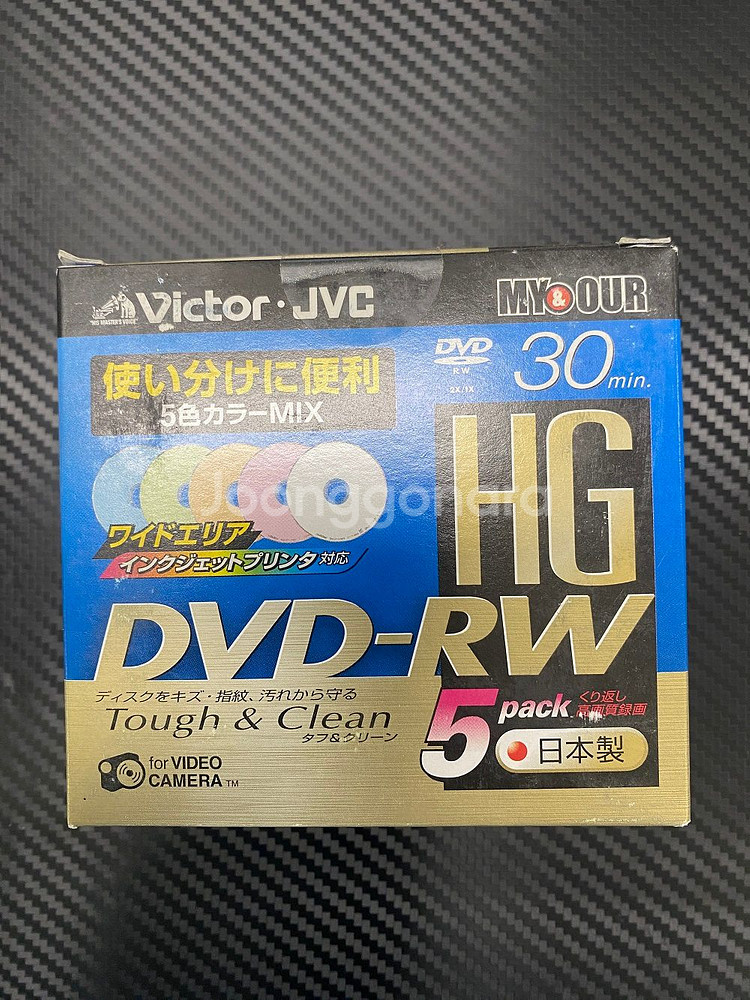 "HIS MASTER'S VOICE"
Victor・JVC
MY&OUR
使い分けに便利
5色カラーMIX
DVD
RW
2X/1X
30min.
Joonggonara
HG
ワイドエリア
インクジェットプリンタ対応
DVD-RW
ディスクをキズ・指紋、汚れから守る
Tough & Clean
タフ&クリーン
5pack
くり返し
高画質録画
日本製
for VIDEO
CAMERA™